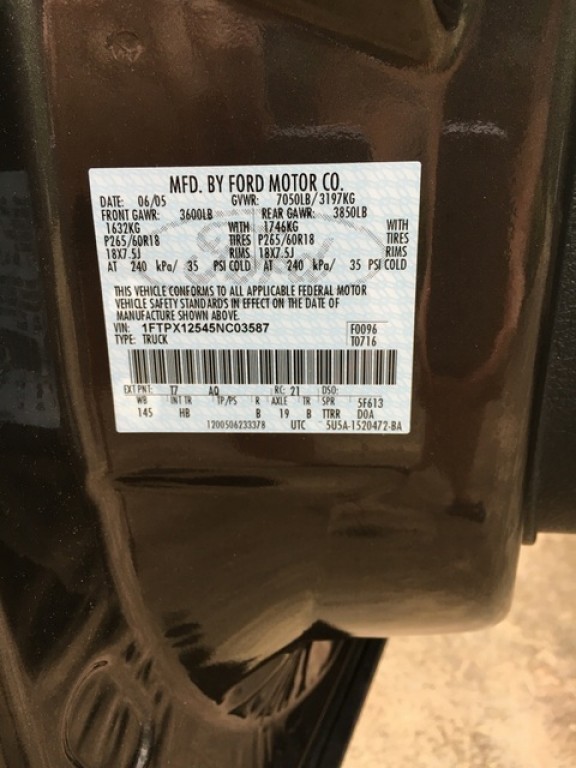 MFD. BY FORD MOTOR CO.
DATE: 06/05 GVWR: 7050LB/3197KG
FRONT GAWR: 3600LB REAR GAWR: 3850LB
1632KG WITH 1746KG WITH
P265/60R18 TIRES P265/60R18 TIRES
18X7.5J RIMS 18X7.5J RIMS
AT 240 kPa/ 35 PSI COLD AT 240 kPa/ 35 PSI COLD
THIS VEHICLE CONFORMS TO ALL APPLICABLE FEDERAL MOTOR
VEHICLE SAFETY STANDARDS IN EFFECT ON THE DATE OF
MANUFACTURE SHOWN ABOVE.
VIN: 1FTPX12545NC03587 F0096
TYPE: TRUCK T0716
EXT PNT: T7 AQ RC: 21 DSO:
WB INT TR TP/PS R AXLE TR SPR 5F613
145 HB B 19 B TTRR DOA
1200506233378 UTC 5U5A-1520472-BA